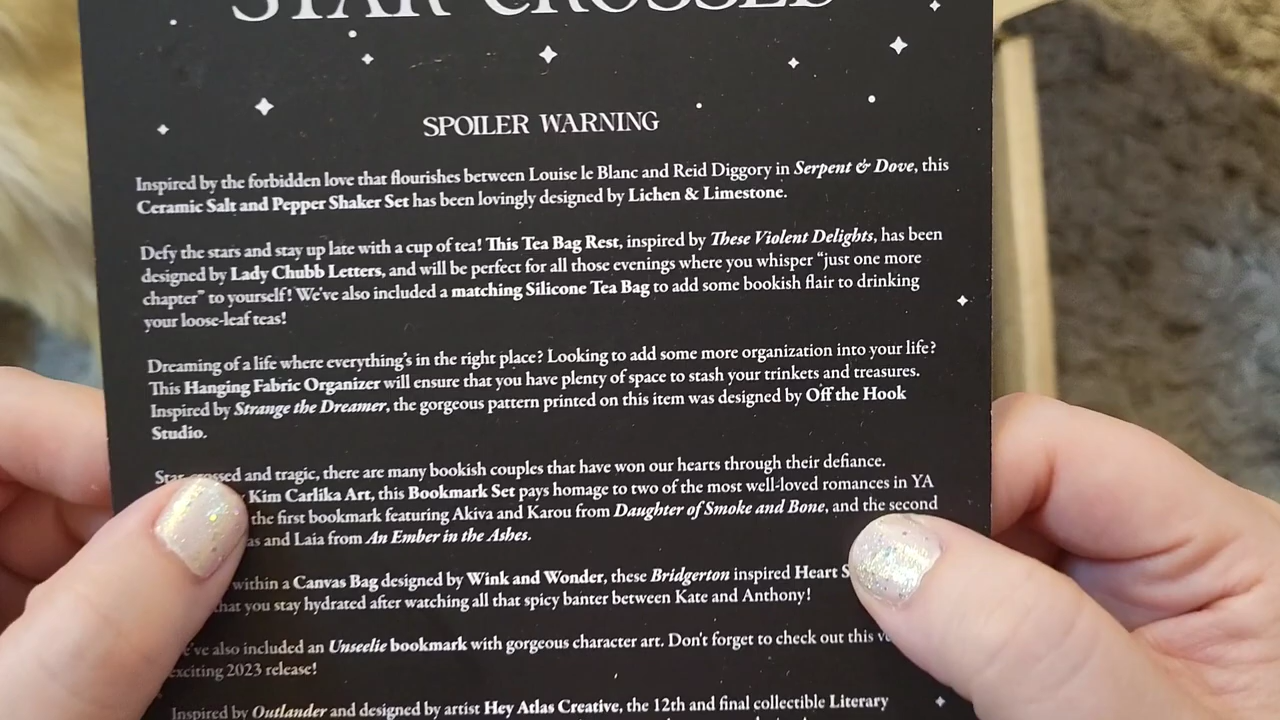 STAR CROSSED
SPOILER WARNING
Inspired by the forbidden love that flourishes between Louise le Blanc and Reid Diggory in Serpent & Dove, this
Ceramic Salt and Pepper Shaker Set has been lovingly designed by Lichen & Limestone.
Defy the stars and stay up late with a cup of tea! This Tea Bag Rest, inspired by These Violent Delights, has been
designed by Lady Chubb Letters, and will be perfect for all those evenings where you whisper “just one more
chapter” to yourself! We’ve also included a matching Silicone Tea Bag to add some bookish flair to drinking
your loose-leaf teas!
Dreaming of a life where everything’s in the right place? Looking to add some more organization into your life?
This Hanging Fabric Organizer will ensure that you have plenty of space to stash your trinkets and treasures.
Inspired by Strange the Dreamer, the gorgeous pattern printed on this item was designed by Off the Hook
Studio.
Star-crossed and tragic, there are many bookish couples that have won our hearts through their defiance.
Kim Carlika Art, this Bookmark Set pays homage to two of the most well-loved romances in YA
the first bookmark featuring Akiva and Karou from Daughter of Smoke and Bone, and the second
and Laia from An Ember in the Ashes.
within a Canvas Bag designed by Wink and Wonder, these Bridgerton inspired Heart
that you stay hydrated after watching all that spicy banter between Kate and Anthony!
We’ve also included an Unseelie bookmark with gorgeous character art. Don’t forget to check out this
exciting 2023 release!
Inspired by Outlander and designed by artist Hey Atlas Creative, the 12th and final collectible Literary